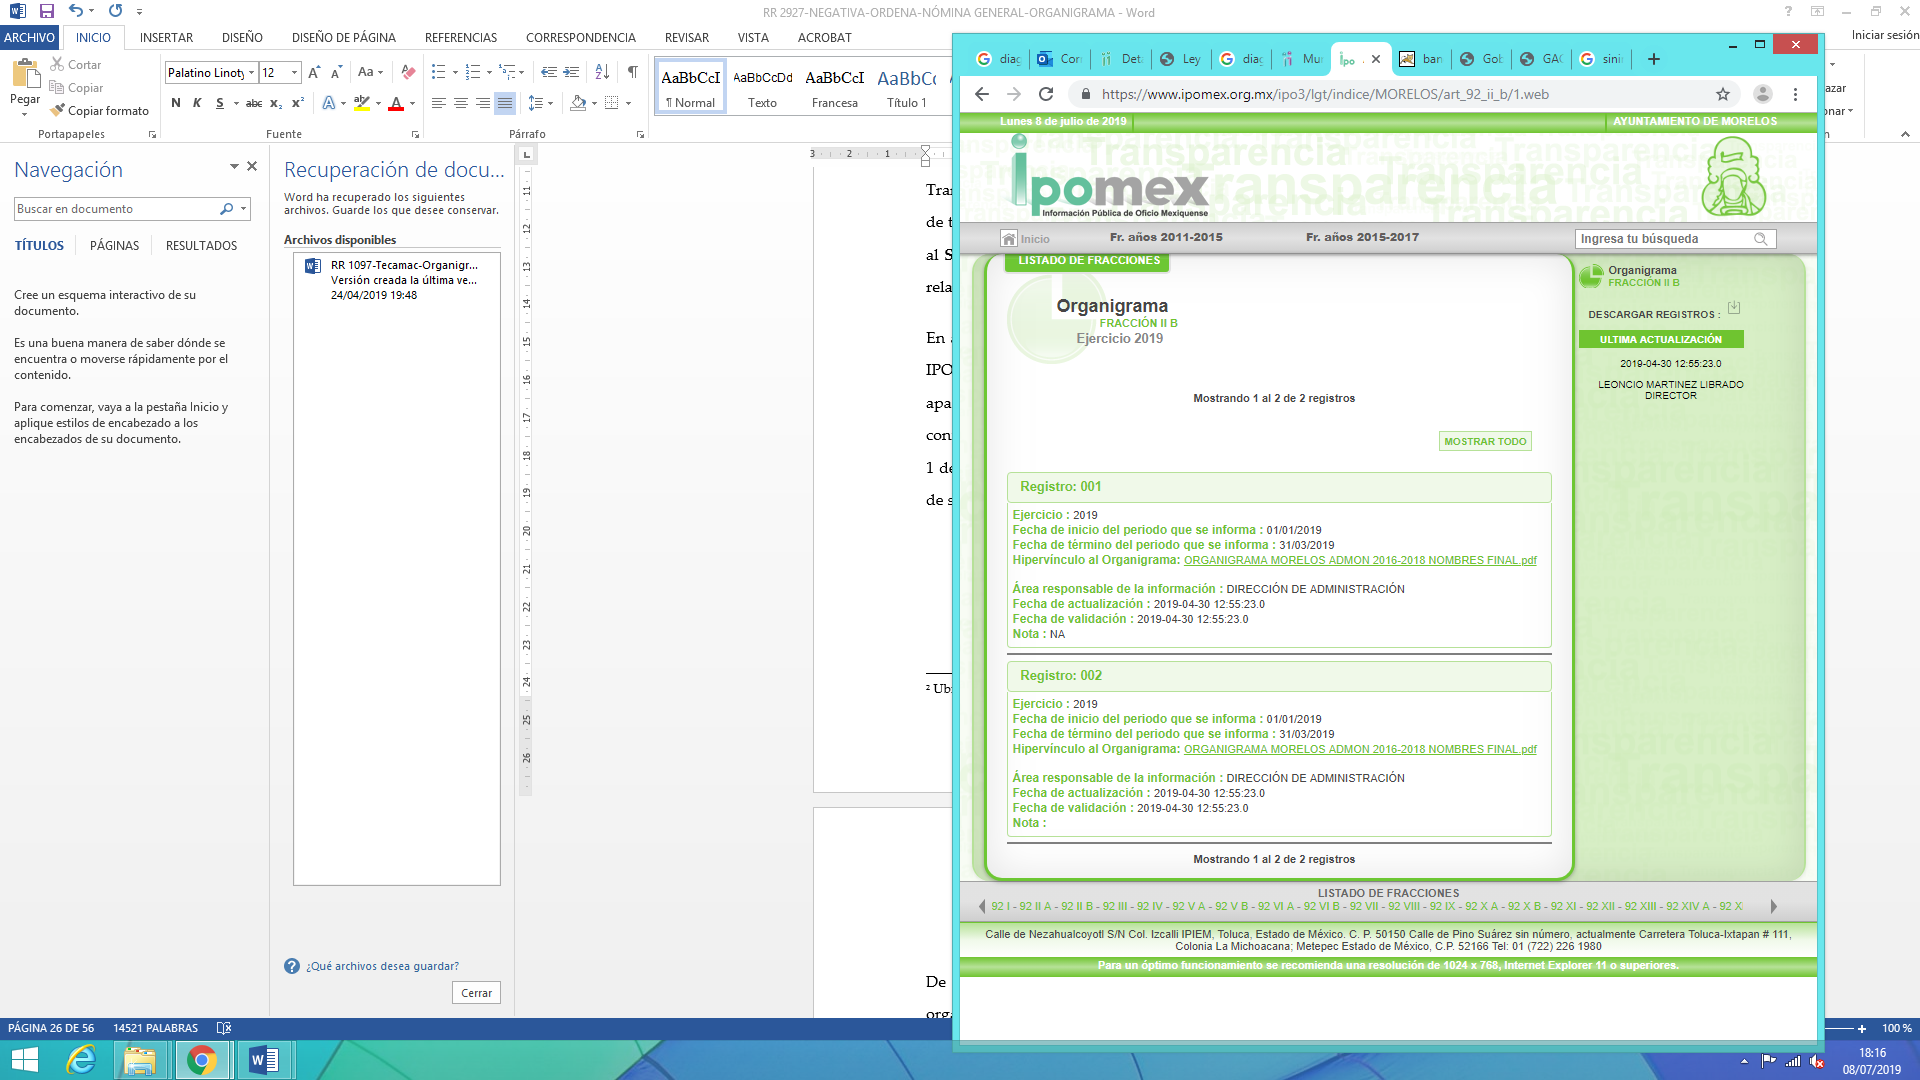 RR 2927-NEGATIVA-ORDENA-NÓMINA GENERAL-ORGANIGRAMA - Word
ARCHIVO INICIO INSERTAR DISEÑO DISEÑO DE PÁGINA REFERENCIAS CORRESPONDENCIA REVISAR VISTA ACROBAT
Iniciar sesión
Pegar
Cortar
Copiar
Copiar formato
Portapapeles
Palatino Linoty 12
N K S abc x₂ x²
Fuente
Párrafo
AaBbCcI AaBbCcDd AaBbCcI AaBbCc
¶ Normal Texto Francesa Título 1
Navegación
Buscar en documento
TÍTULOS PÁGINAS RESULTADOS
Cree un esquema interactivo de su
documento.
Es una buena manera de saber dónde se
encuentra o moverse rápidamente por el
contenido.
Para comenzar, vaya a la pestaña Inicio y
aplique estilos de encabezado a los
encabezados de su documento.
Recuperación de docu...
Word ha recuperado los siguientes
archivos. Guarde los que desee conservar.
Archivos disponibles
RR 1097-Tecamac-Organigr...
Versión creada la última ve...
24/04/2019 19:48
¿Qué archivos desea guardar?
Cerrar
de t
al S
rela
En
IPO
apa
con
1 de
de s
² Ub
De
PÁGINA 26 DE 56 14521 PALABRAS
100 %
https://www.ipomex.org.mx/ipo3/lgt/indice/MORELOS/art_92_ii_b/1.web
Lunes 8 de julio de 2019
AYUNTAMIENTO DE MORELOS
ipomex
Información Pública de Oficio Mexiquense
Transparencia
Inicio Fr. años 2011-2015 Fr. años 2015-2017
Ingresa tu búsqueda
LISTADO DE FRACCIONES
Organigrama
FRACCIÓN II B
Ejercicio 2019
Mostrando 1 al 2 de 2 registros
MOSTRAR TODO
Registro: 001
Ejercicio : 2019
Fecha de inicio del periodo que se informa : 01/01/2019
Fecha de término del periodo que se informa : 31/03/2019
Hipervínculo al Organigrama: ORGANIGRAMA MORELOS ADMON 2016-2018 NOMBRES FINAL.pdf
Área responsable de la información : DIRECCIÓN DE ADMINISTRACIÓN
Fecha de actualización : 2019-04-30 12:55:23.0
Fecha de validación : 2019-04-30 12:55:23.0
Nota : NA
Registro: 002
Ejercicio : 2019
Fecha de inicio del periodo que se informa : 01/01/2019
Fecha de término del periodo que se informa : 31/03/2019
Hipervínculo al Organigrama: ORGANIGRAMA MORELOS ADMON 2016-2018 NOMBRES FINAL.pdf
Área responsable de la información : DIRECCIÓN DE ADMINISTRACIÓN
Fecha de actualización : 2019-04-30 12:55:23.0
Fecha de validación : 2019-04-30 12:55:23.0
Nota :
Mostrando 1 al 2 de 2 registros
Organigrama
FRACCIÓN II B
DESCARGAR REGISTROS :
ULTIMA ACTUALIZACIÓN
2019-04-30 12:55:23.0
LEONCIO MARTINEZ LIBRADO
DIRECTOR
LISTADO DE FRACCIONES
92 I - 92 II A - 92 II B - 92 III - 92 IV - 92 V A - 92 V B - 92 VI A - 92 VI B - 92 VII - 92 VIII - 92 IX - 92 X A - 92 X B - 92 XI - 92 XII - 92 XIII - 92 XIV A - 92 X
Calle de Nezahualcoyotl S/N Col. Izcalli IPIEM, Toluca, Estado de México. C. P. 50150 Calle de Pino Suárez sin número, actualmente Carretera Toluca-Ixtapan # 111,
Colonia La Michoacana; Metepec Estado de México, C.P. 52166 Tel: 01 (722) 226 1980
Para un óptimo funcionamiento se recomienda una resolución de 1024 x 768, Internet Explorer 11 o superiores.
18:16
08/07/2019